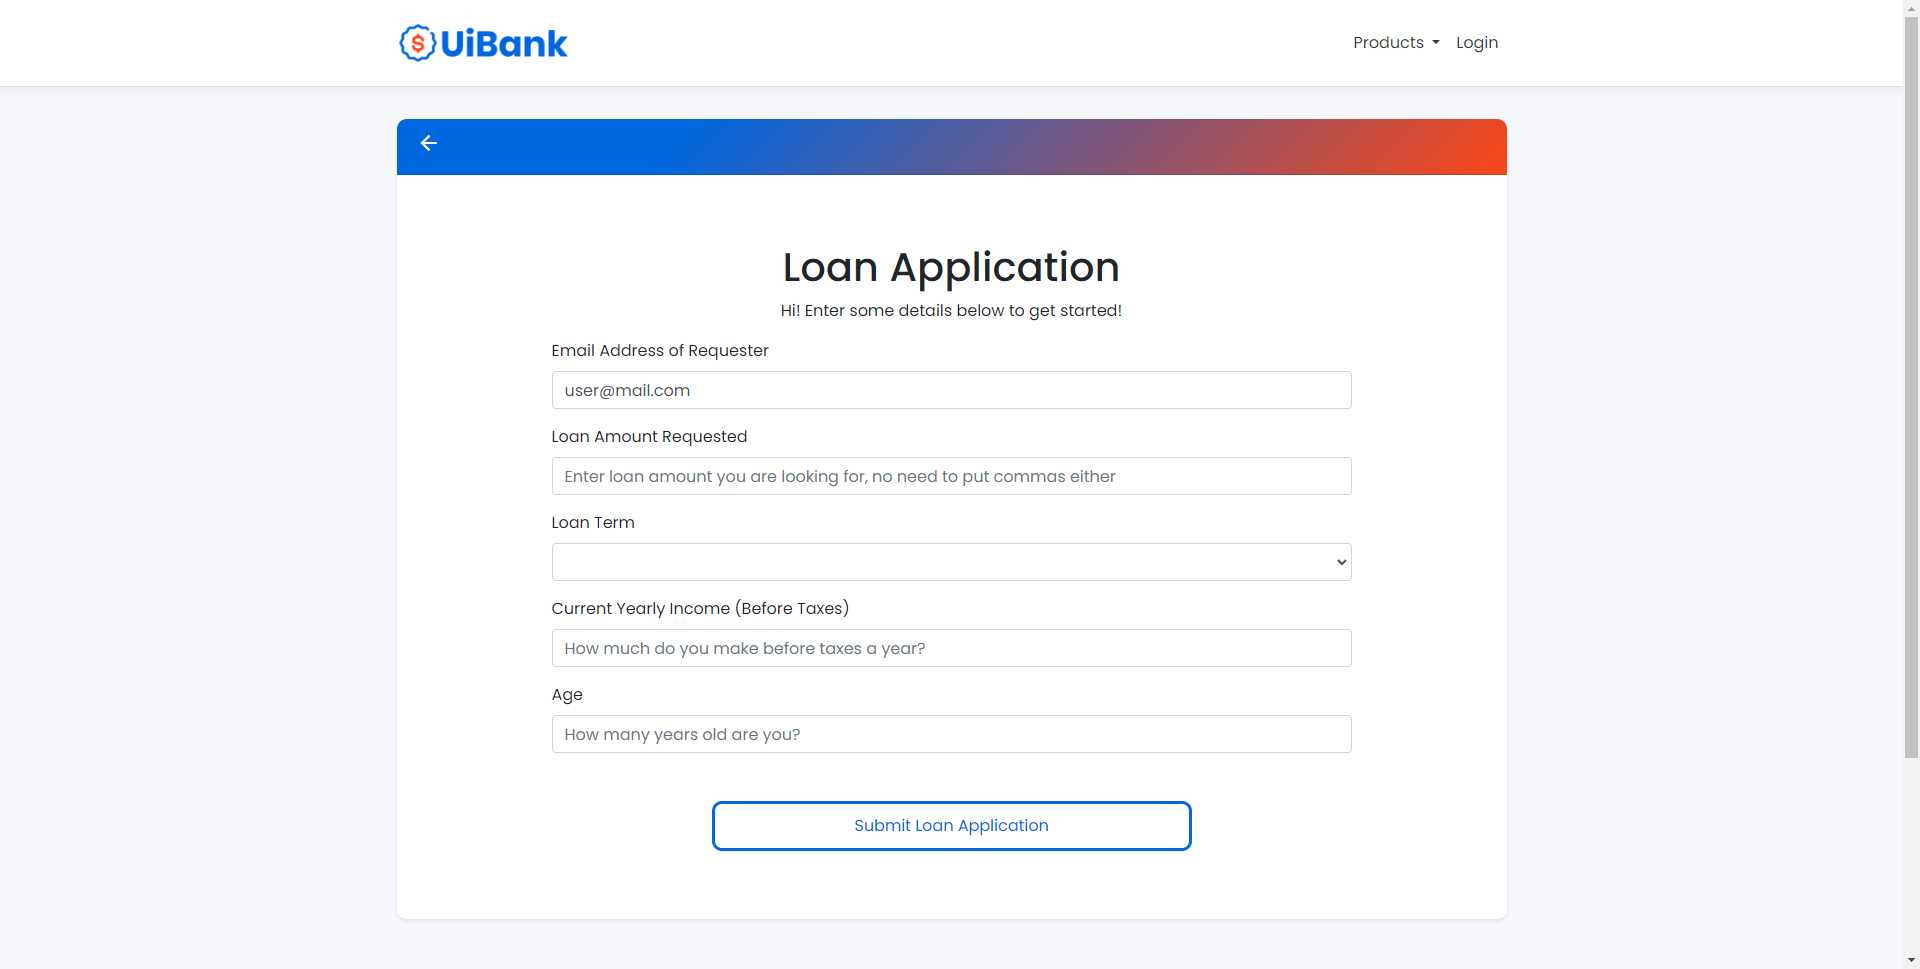 $ UiBank
Products Login
Loan Application
Hi! Enter some details below to get started!
Email Address of Requester
user@mail.com
Loan Amount Requested
Enter loan amount you are looking for, no need to put commas either
Loan Term
Current Yearly Income (Before Taxes)
How much do you make before taxes a year?
Age
How many years old are you?
Submit Loan Application